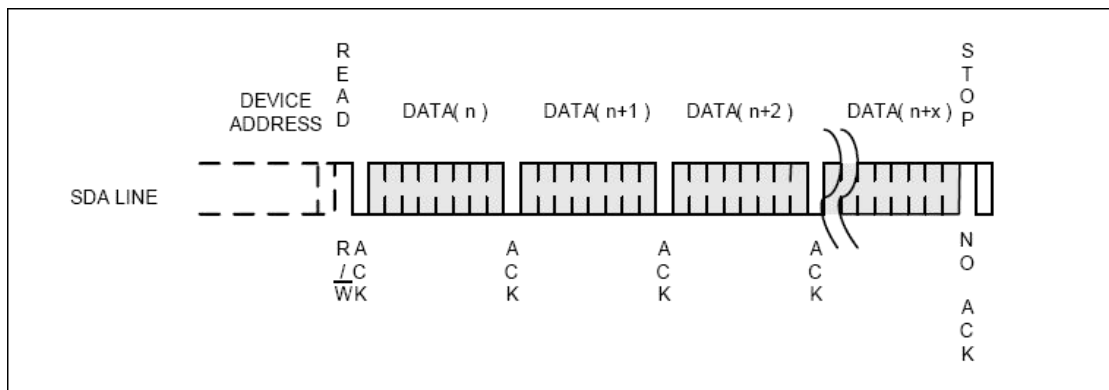 READ
STOP
DEVICE
ADDRESS
DATA( n )
DATA( n+1 )
DATA( n+2 )
DATA( n+x )
SDA LINE
R/W
ACK
ACK
ACK
ACK
NO ACK